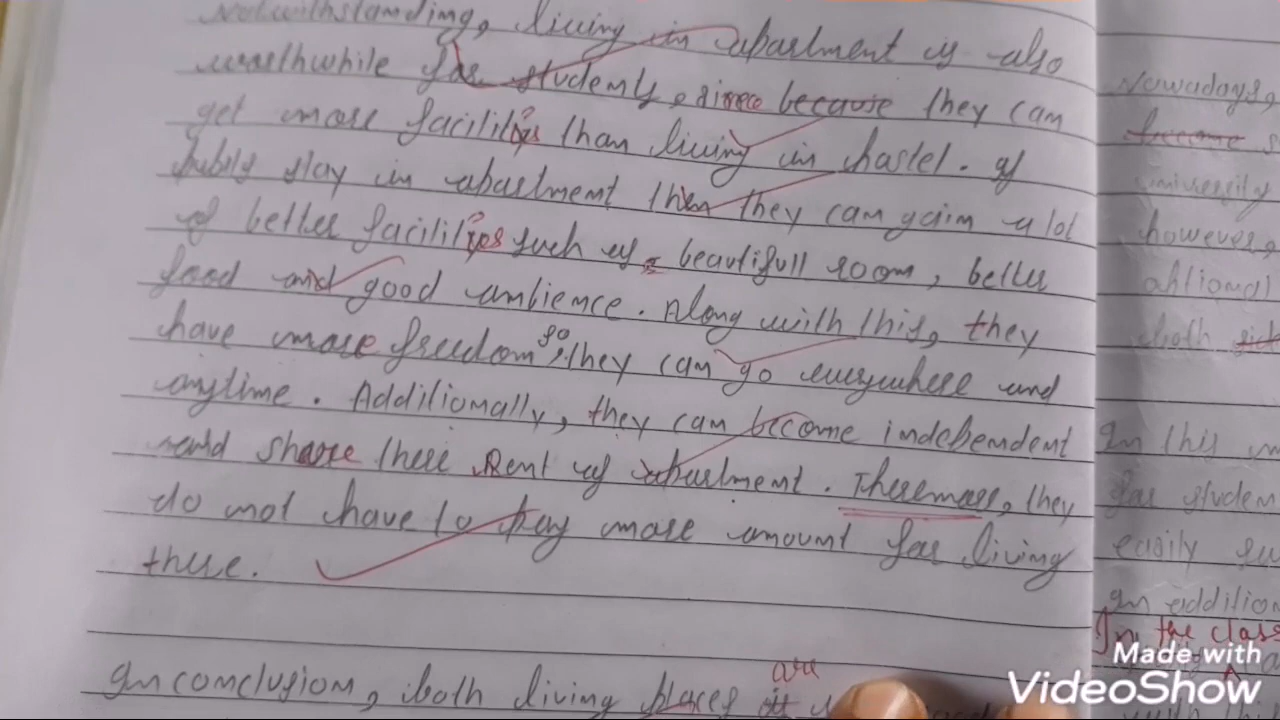 Notwithstanding, living in apartment is also
worthwhile for students, since because they can
get more facilities than living in hostel. If
publy stay in apartment then they can gain a lot
of better facilities such as beautifull room, better
food and good ambience. Along with this, they
have more freedom so, they can go everywhere and
anytime. Additionally, they can become independent
and share there Rent of apartment. Theremore, they
do not have to pay more amount for living
there.
In conclusion, both living places are
Nowadays,
become
university
however,
both
In this
for studen
easily su
In addition
In the class
Made with
VideoShow